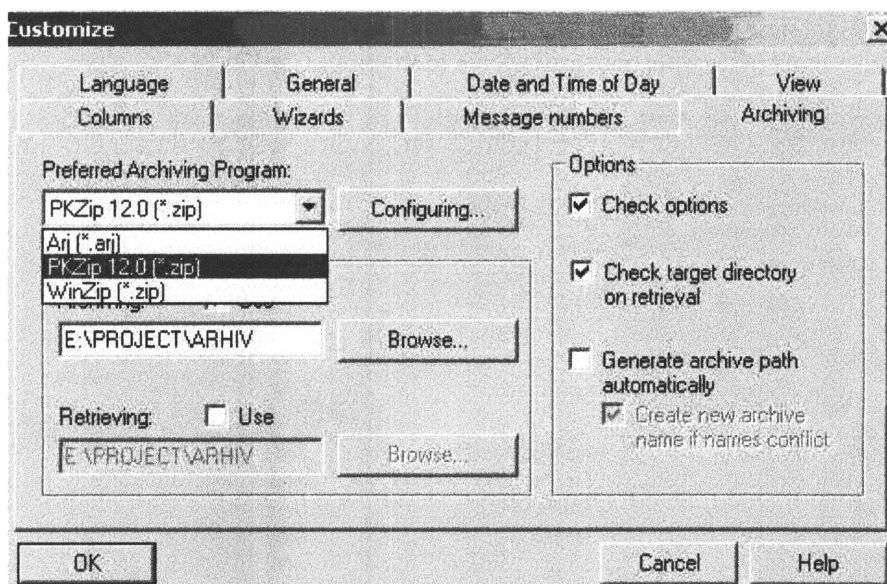 Customize
Language General Date and Time of Day View
Columns Wizards Message numbers Archiving
Preferred Archiving Program:
PKZip 12.0 (*.zip) Configuring...
Arj (*.arj)
PKZip 12.0 (*.zip)
WinZip (*.zip)
Use
E:\PROJECT\ARHIV Browse...
Retrieving: Use
E:\PROJECT\ARHIV Browse...
Options
Check options
Check target directory
on retrieval
Generate archive path
automatically
Create new archive
name if names conflict
OK Cancel Help